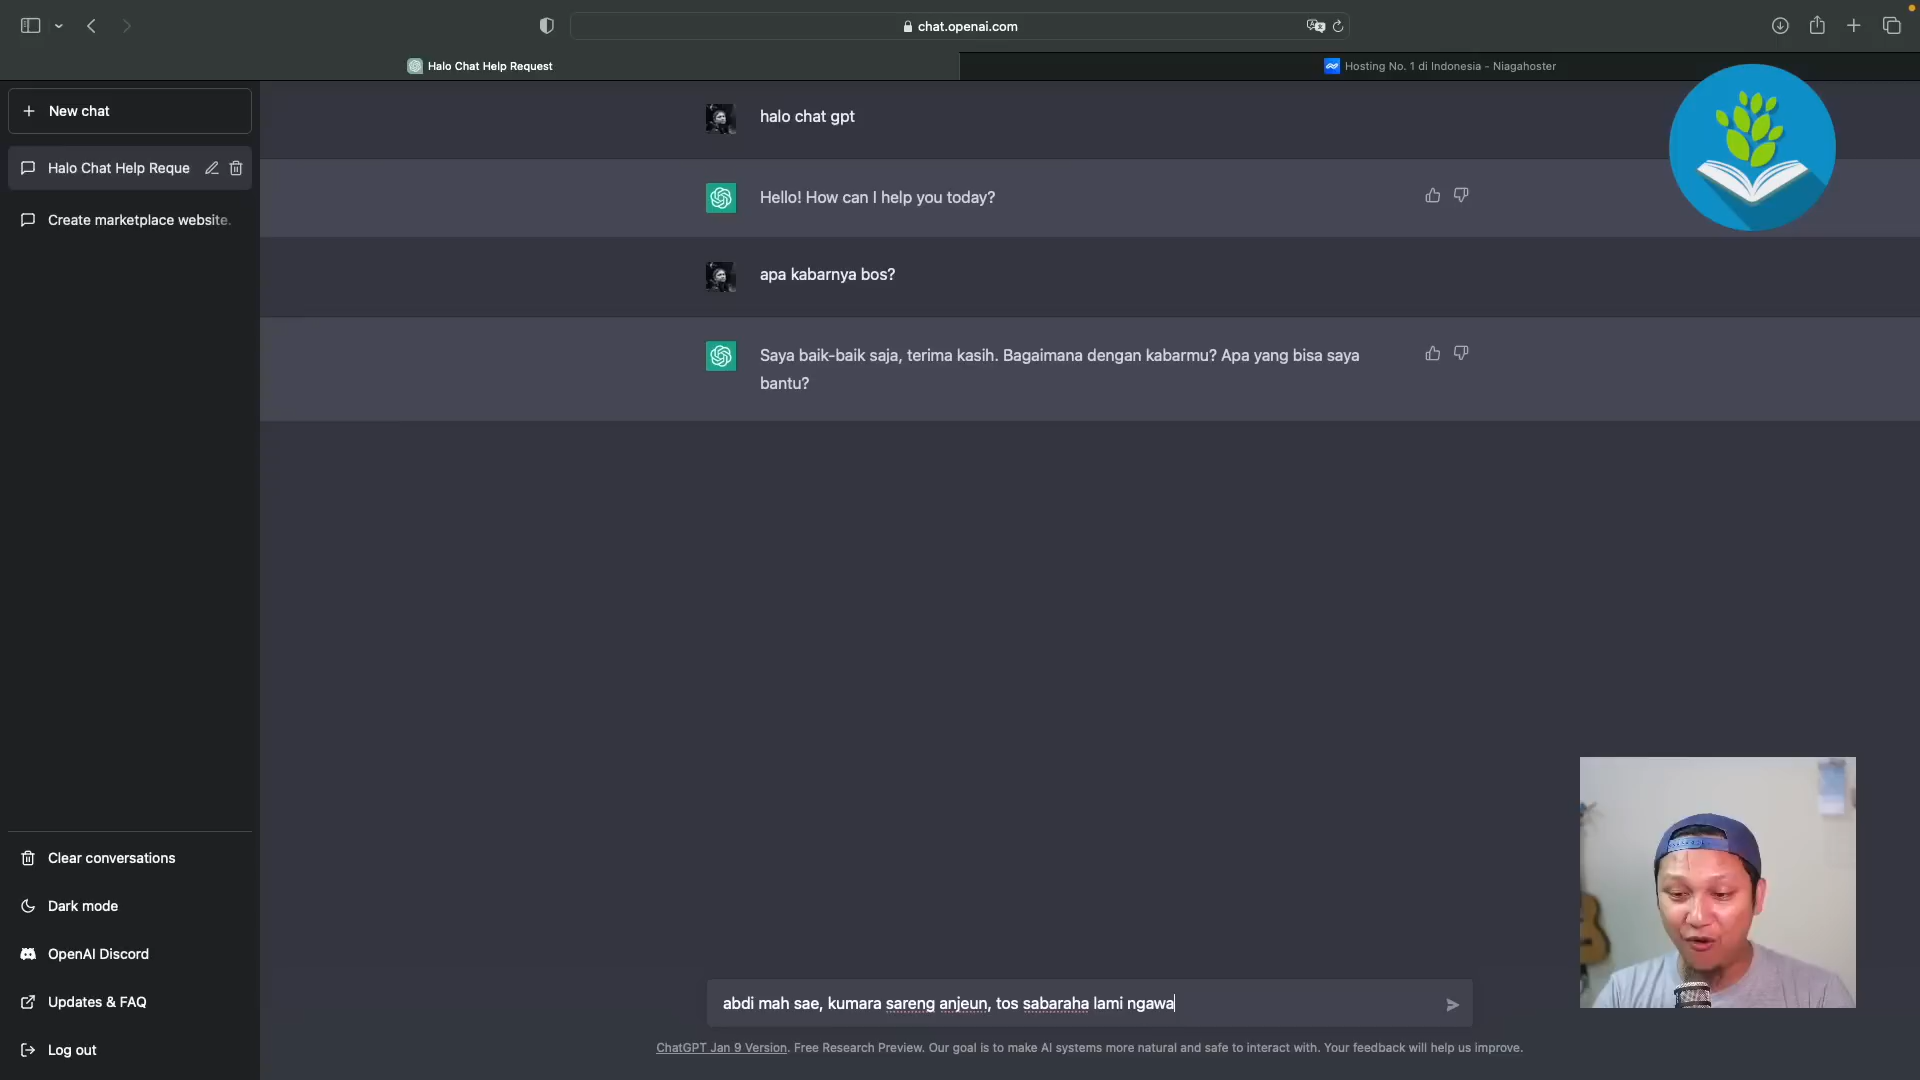 chat.openai.com
Halo Chat Help Request
Hosting No. 1 di Indonesia - Niagahoster
New chat
Halo Chat Help Reque
Create marketplace website.
halo chat gpt
Hello! How can I help you today?
apa kabarnya bos?
Saya baik-baik saja, terima kasih. Bagaimana dengan kabarmu? Apa yang bisa saya
bantu?
Clear conversations
Dark mode
OpenAI Discord
Updates & FAQ
Log out
abdi mah sae, kumara sareng anjeun, tos sabaraha lami ngawa
ChatGPT Jan 9 Version. Free Research Preview. Our goal is to make AI systems more natural and safe to interact with. Your feedback will help us improve.